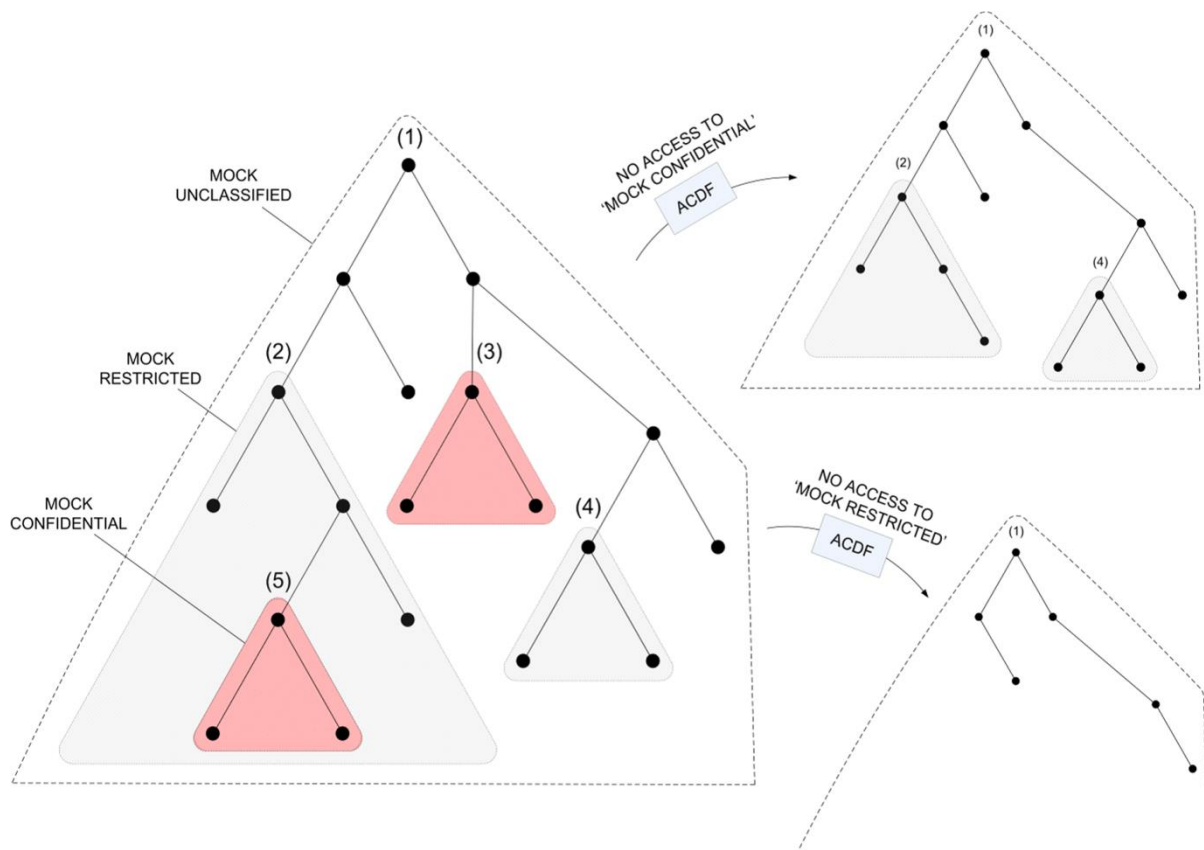 (1)
MOCK
UNCLASSIFIED
MOCK
RESTRICTED
(2)
(3)
MOCK
CONFIDENTIAL
(4)
(5)
NO ACCESS TO
'MOCK CONFIDENTIAL'
ACDF
(1)
(2)
(4)
NO ACCESS TO
'MOCK RESTRICTED'
ACDF
(1)